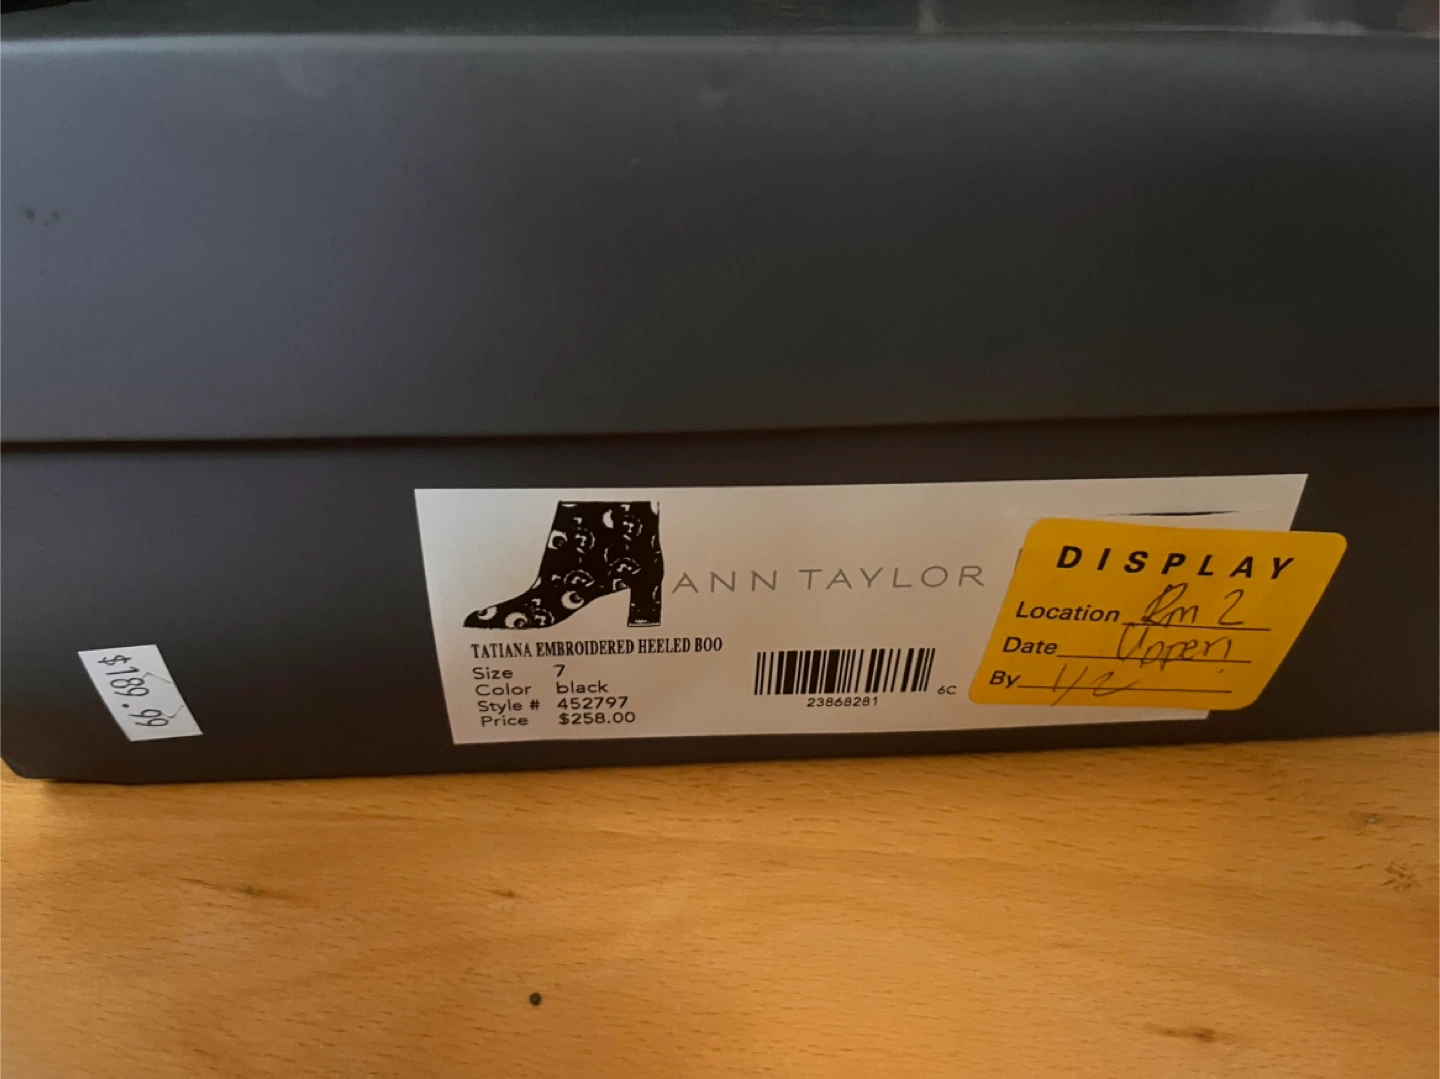 ANN TAYLOR
TATIANA EMBROIDERED HEELED BOO
Size 7
Color black
Style # 452797
Price $258.00
23868281
6C
DISPLAY
Location Rm 2
Date
By
$189.99